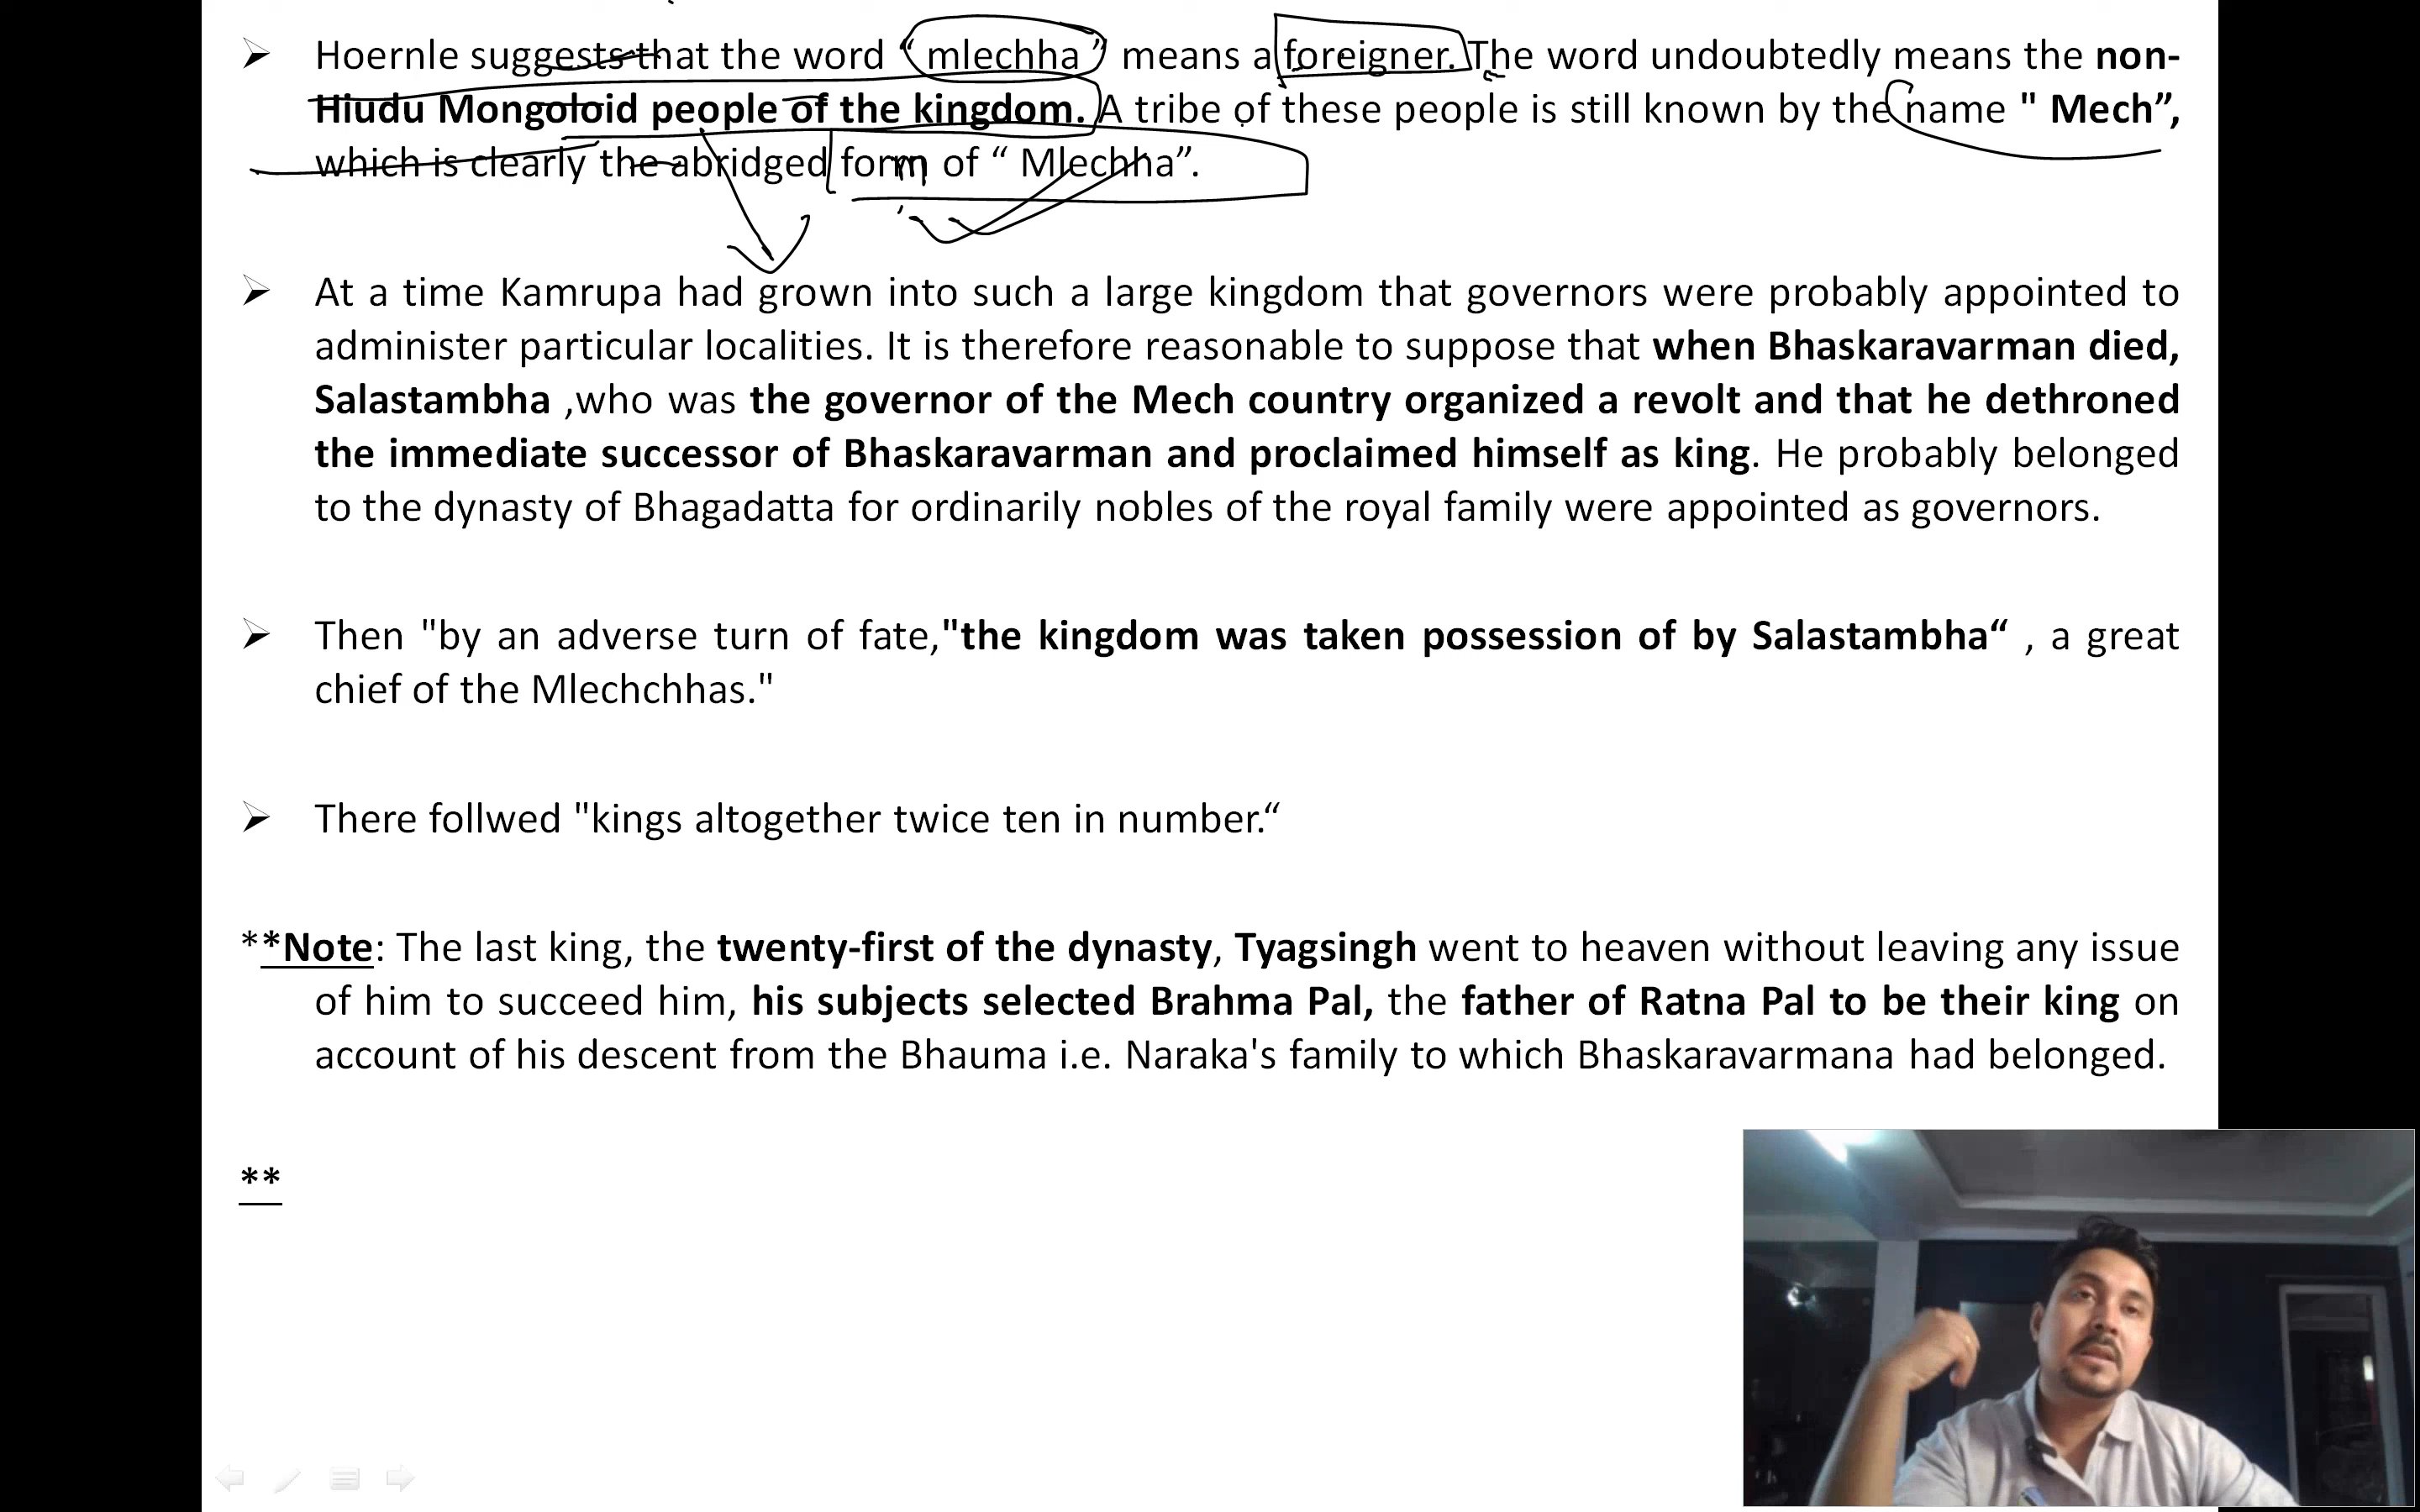 ➢ Hoernle suggests that the word “ mlechha ” means a foreigner. The word undoubtedly means the non-
Hiudu Mongoloid people of the kingdom. A tribe of these people is still known by the name " Mech”,
which is clearly the abridged form of “ Mlechha”.
➢ At a time Kamrupa had grown into such a large kingdom that governors were probably appointed to
administer particular localities. It is therefore reasonable to suppose that when Bhaskaravarman died,
Salastambha ,who was the governor of the Mech country organized a revolt and that he dethroned
the immediate successor of Bhaskaravarman and proclaimed himself as king. He probably belonged
to the dynasty of Bhagadatta for ordinarily nobles of the royal family were appointed as governors.
➢ Then "by an adverse turn of fate,"the kingdom was taken possession of by Salastambha“ , a great
chief of the Mlechchhas."
➢ There follwed "kings altogether twice ten in number.“
**Note: The last king, the twenty-first of the dynasty, Tyagsingh went to heaven without leaving any issue
of him to succeed him, his subjects selected Brahma Pal, the father of Ratna Pal to be their king on
account of his descent from the Bhauma i.e. Naraka's family to which Bhaskaravarmana had belonged.
**